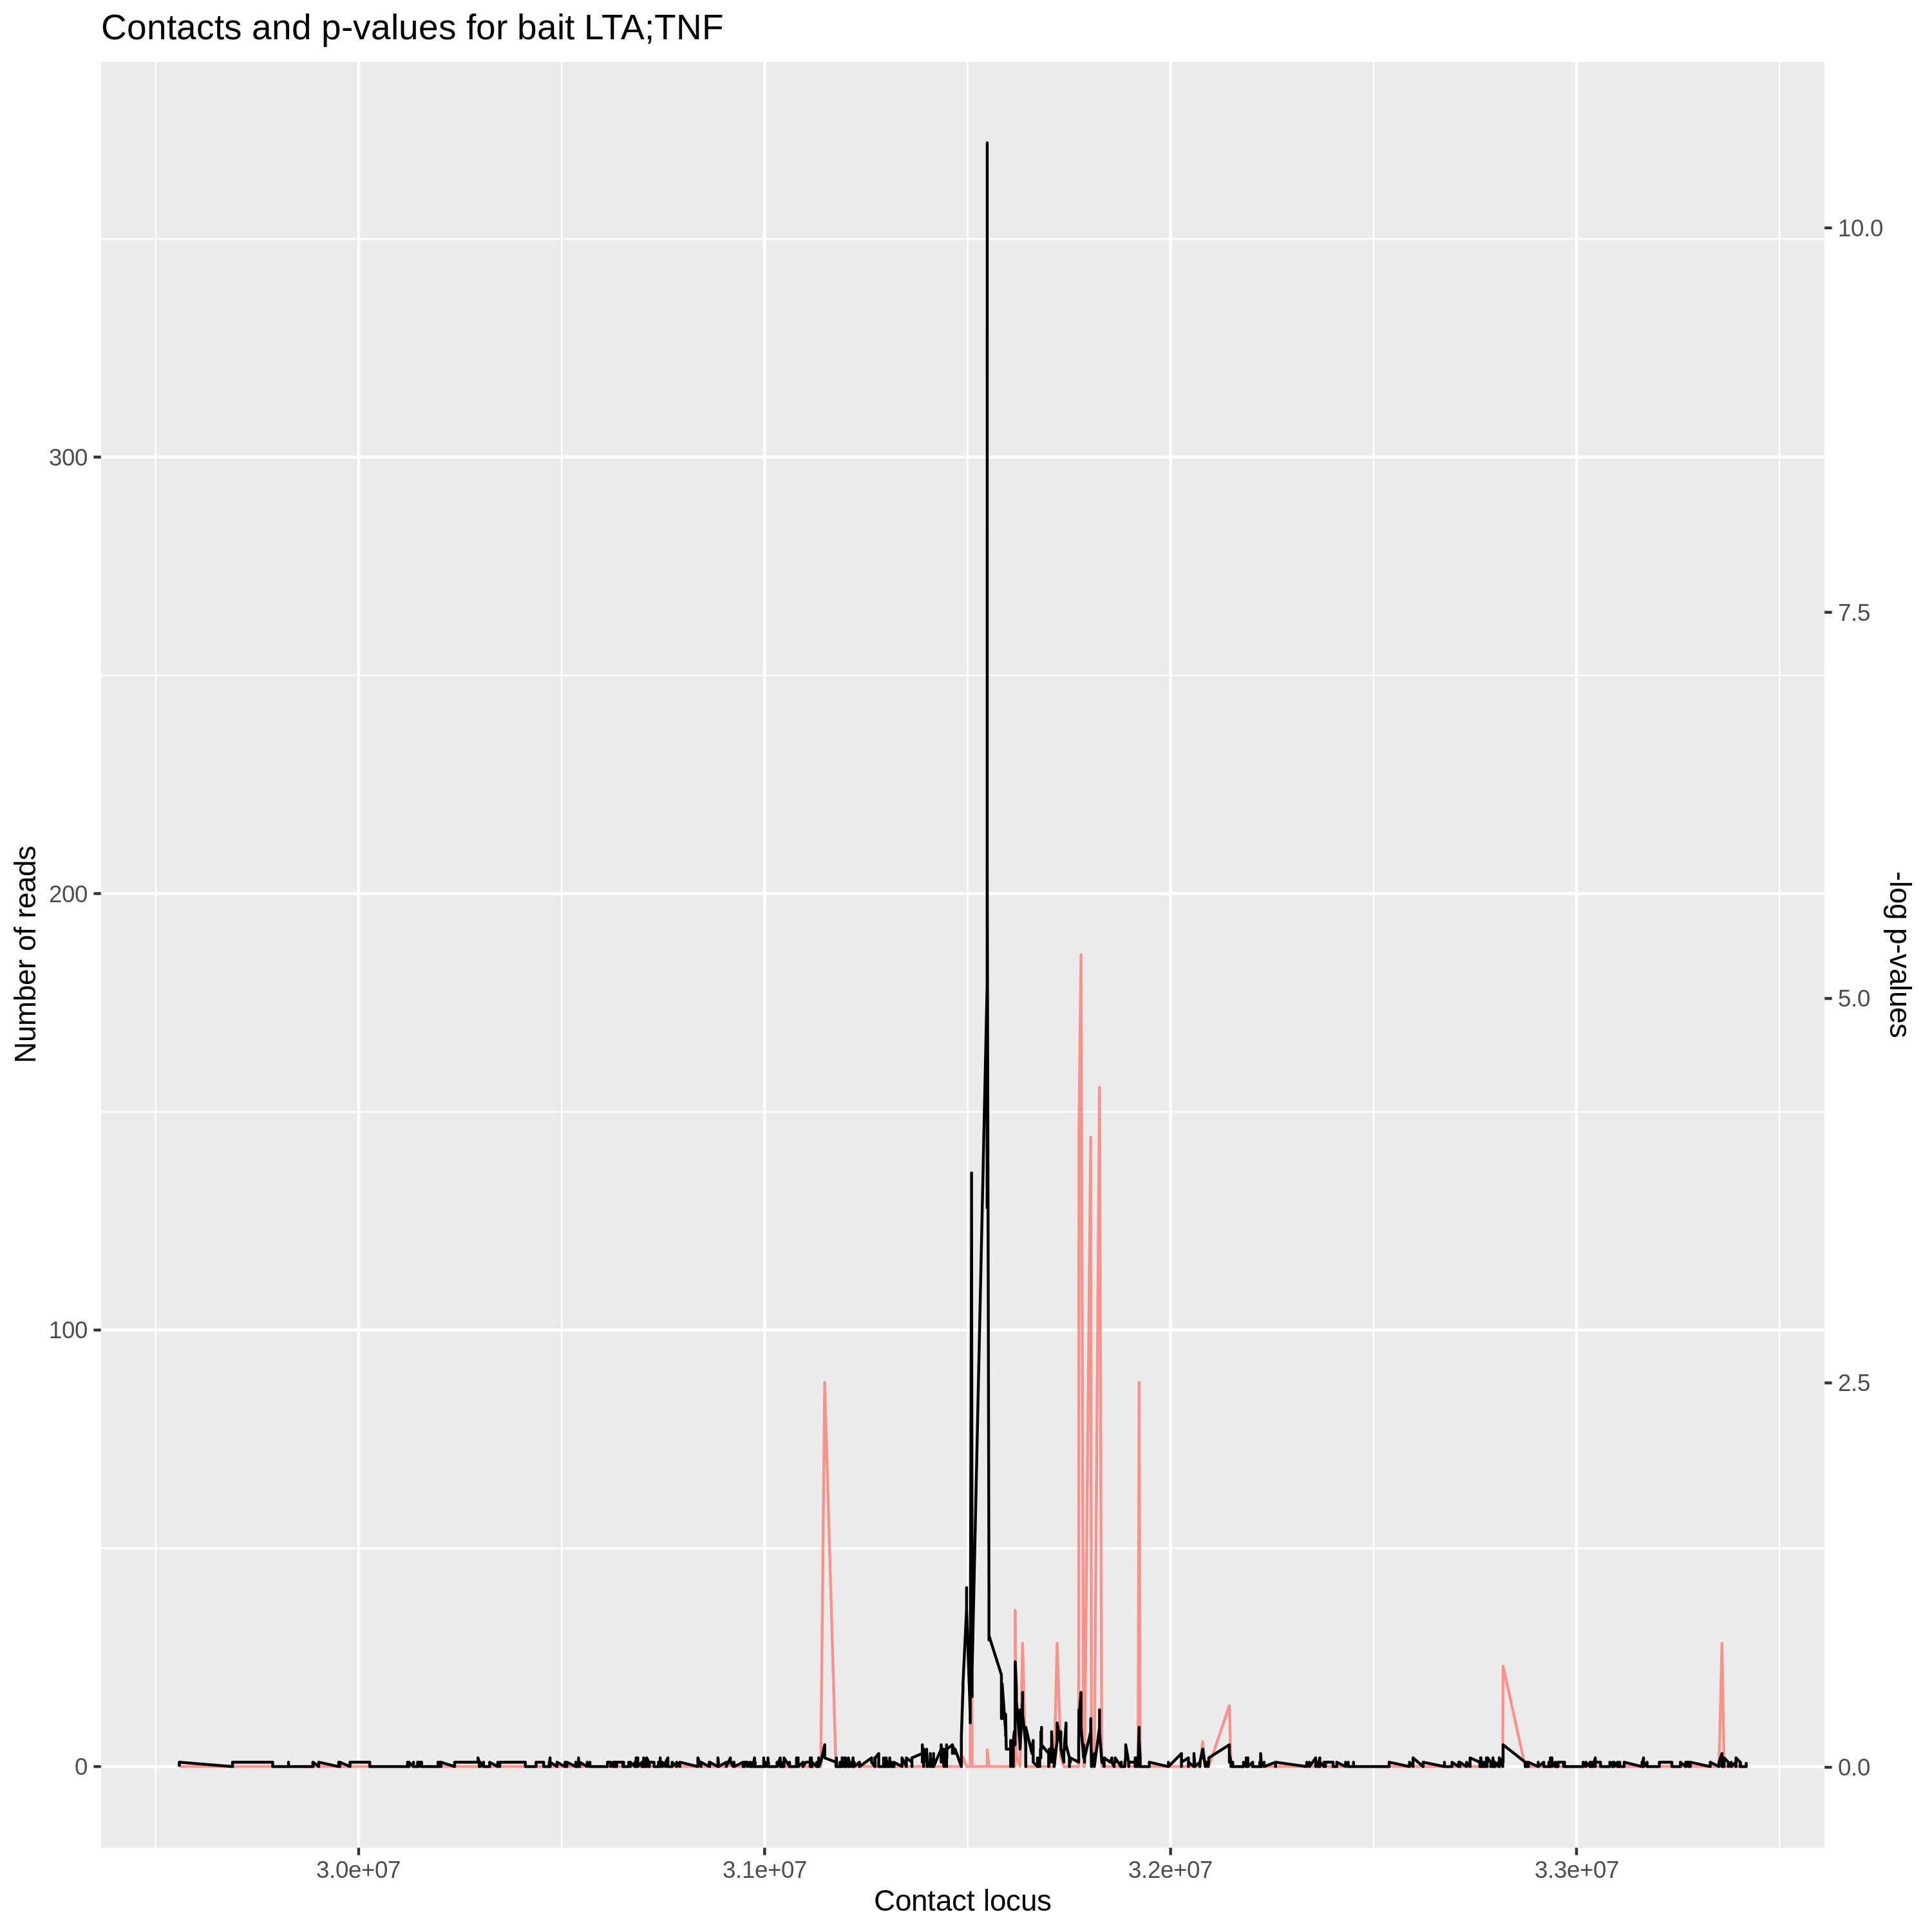 Contacts and p-values for bait LTA;TNF
10.0
7.5
300
200
5.0
100
2.5
0
0.0
Number of reads
-log p-values
3.0e+07
3.1e+07
3.2e+07
3.3e+07
Contact locus